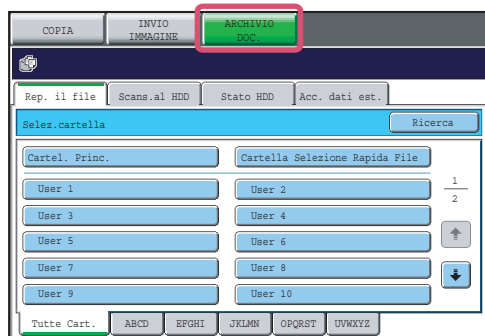 COPIA
INVIO
IMMAGINE
ARCHIVIO
DOC.
Rep. il file
Scans.al HDD
Stato HDD
Acc. dati est.
Selez.cartella
Ricerca
Cartel. Princ.
Cartella Selezione Rapida File
User 1
User 2
1
2
User 3
User 4
User 5
User 6
User 7
User 8
User 9
User 10
Tutte Cart.
ABCD
EFGHI
JKLMN
OPQRST
UVWXYZ